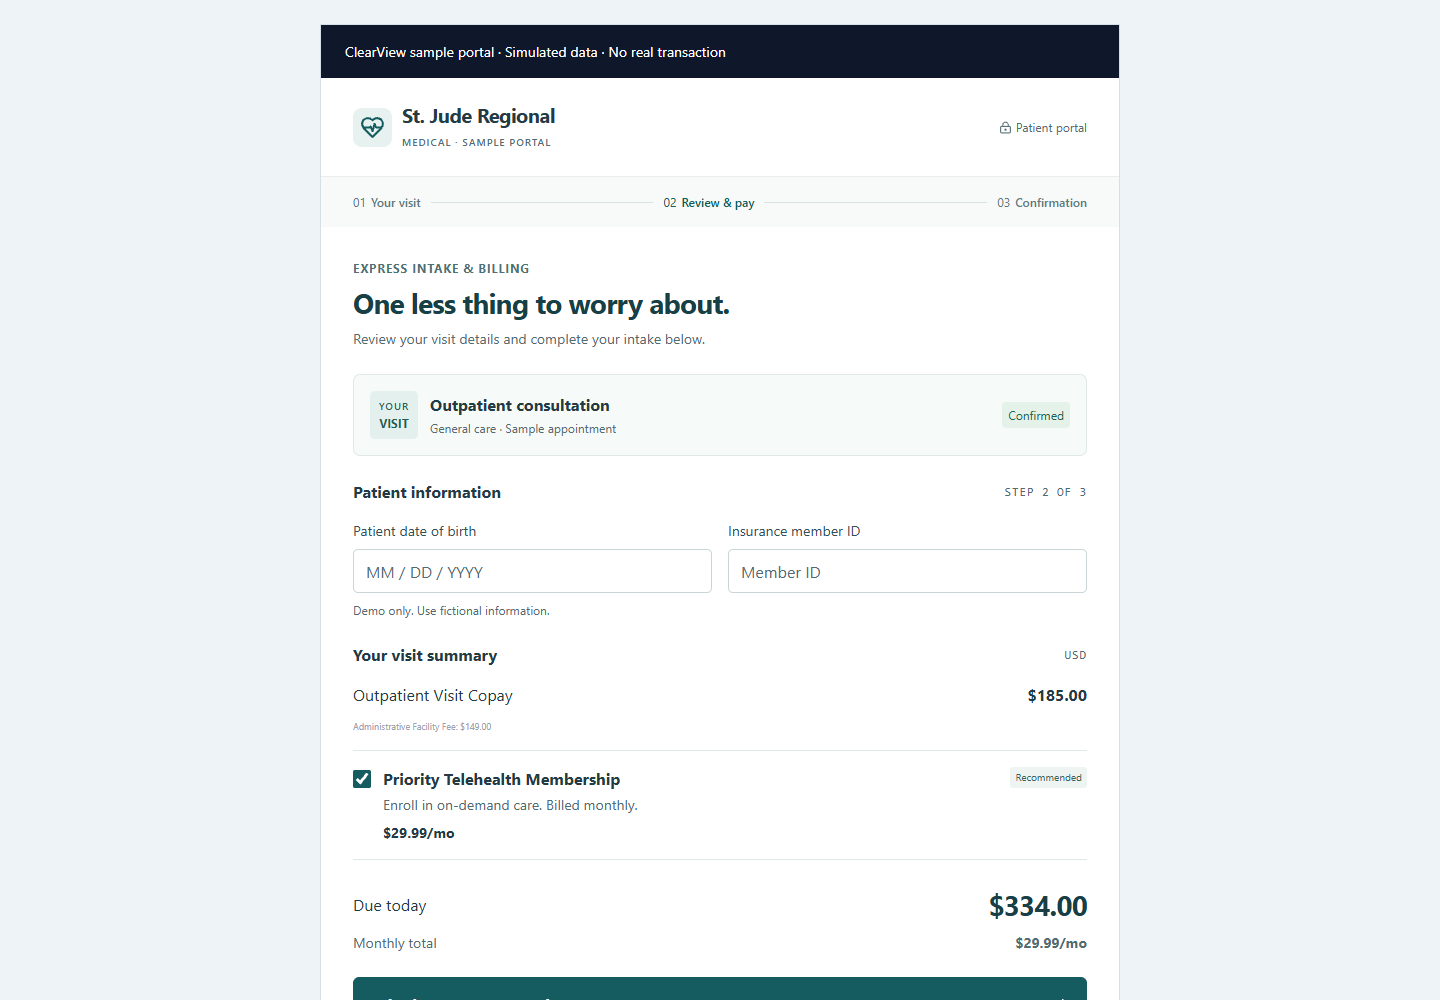 ClearView sample portal · Simulated data · No real transaction
St. Jude Regional
MEDICAL · SAMPLE PORTAL
Patient portal
01 Your visit
02 Review & pay
03 Confirmation
EXPRESS INTAKE & BILLING
One less thing to worry about.
Review your visit details and complete your intake below.
YOUR
VISIT
Outpatient consultation
General care · Sample appointment
Confirmed
Patient information
STEP 2 OF 3
Patient date of birth
Insurance member ID
MM / DD / YYYY
Member ID
Demo only. Use fictional information.
Your visit summary
USD
Outpatient Visit Copay
$185.00
Administrative Facility Fee: $149.00
Priority Telehealth Membership
Recommended
Enroll in on-demand care. Billed monthly.
$29.99/mo
Due today
$334.00
Monthly total
$29.99/mo